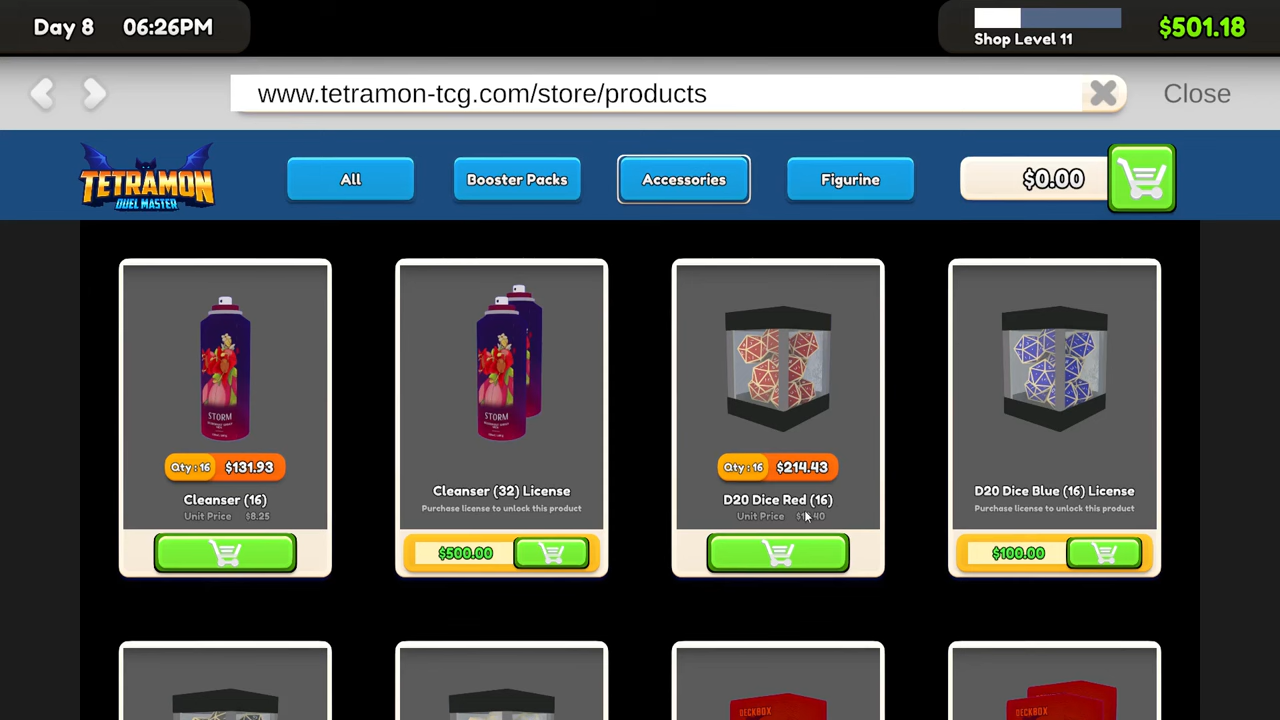 Day 8 06:26PM
Shop Level 11
$501.18
www.tetramon-tcg.com/store/products
Close
TETRAMON
DUEL MASTER
All
Booster Packs
Accessories
Figurine
$0.00
STORM
STORM
Qty : 16 $131.93
Cleanser (16)
Unit Price $8.25
Cleanser (32) License
Purchase license to unlock this product
$500.00
Qty : 16 $214.43
D20 Dice Red (16)
Unit Price
D20 Dice Blue (16) License
Purchase license to unlock this product
$100.00
DECKBOX
DECKBOX